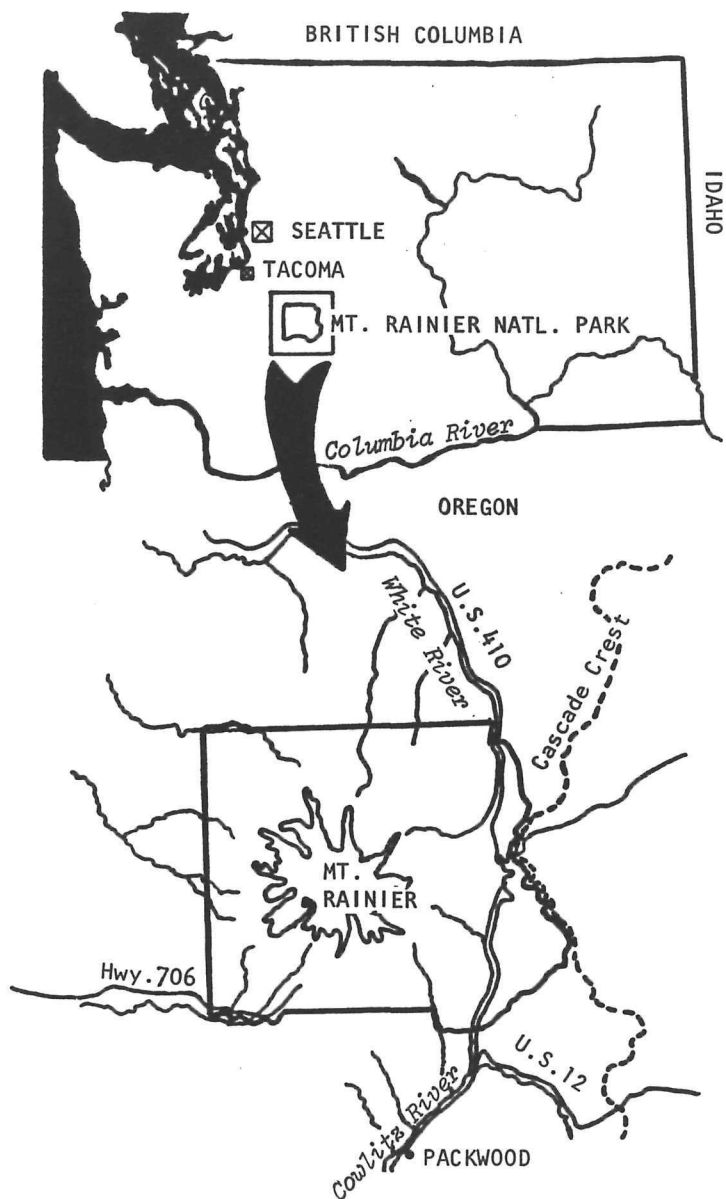 BRITISH COLUMBIA
IDAHO
SEATTLE
TACOMA
MT. RAINIER NATL. PARK
Columbia River
OREGON
White River
U.S.410
Cascade Crest
MT.
RAINIER
Hwy.706
U.S.12
Cowlitz River
PACKWOOD